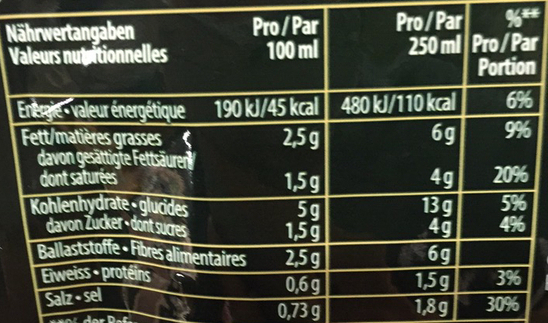 Nährwertangaben Pro/Par Pro/Par %**
Valeurs nutritionnelles 100 ml 250 ml Pro/Par
Portion
Energie • valeur énergétique 190 kJ/45 kcal 480 kJ/110 kcal 6%
Fett/matières grasses 2,5 g 6 g 9%
davon gesättigte Fettsäuren/
dont saturées 1,5 g 4 g 20%
Kohlenhydrate • glucides 5 g 13 g 5%
davon Zucker • dont sucres 1,5 g 4 g 4%
Ballaststoffe • Fibres alimentaires 2,5 g 6 g
Eiweiss • protéins 0,6 g 1,5 g 3%
Salz • sel 0,73 g 1,8 g 30%
der